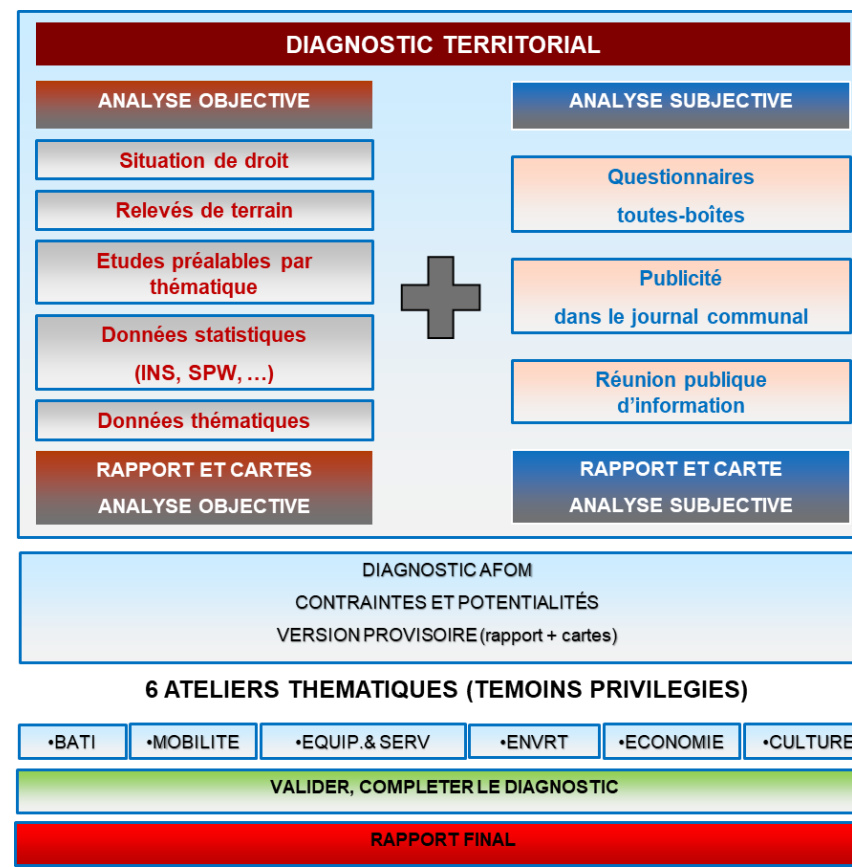 DIAGNOSTIC TERRITORIAL
ANALYSE OBJECTIVE
Situation de droit
Relevés de terrain
Etudes préalables par
thématique
Données statistiques
(INS, SPW, …)
Données thématiques
RAPPORT ET CARTES
ANALYSE OBJECTIVE
ANALYSE SUBJECTIVE
Questionnaires
toutes-boîtes
Publicité
dans le journal communal
Réunion publique
d’information
RAPPORT ET CARTE
ANALYSE SUBJECTIVE
DIAGNOSTIC AFOM
CONTRAINTES ET POTENTIALITÉS
VERSION PROVISOIRE (rapport + cartes)
6 ATELIERS THEMATIQUES (TEMOINS PRIVILEGIES)
•BATI
•MOBILITE
•EQUIP.& SERV
•ENVRT
•ECONOMIE
•CULTURE
VALIDER, COMPLETER LE DIAGNOSTIC
RAPPORT FINAL